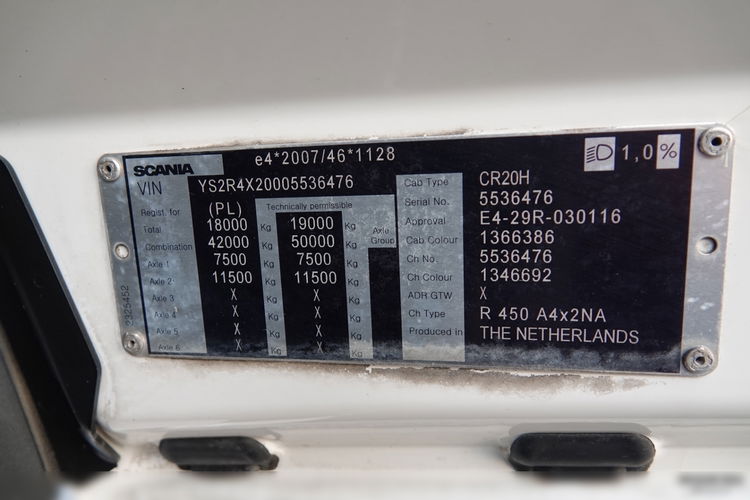 SCANIA e4*2007/46*1128 1,0%
VIN YS2R4X20005536476
Regist. for (PL) Technically permissible
Total 18000 Kg 19000 Kg Axle Group
Combination 42000 Kg 50000 Kg
Axle 1 7500 Kg 7500 Kg
Axle 2 11500 Kg 11500 Kg
Axle 3 X Kg X Kg
Axle 4 X Kg X Kg
Axle 5 X Kg X Kg
Axle 6 X Kg X Kg
Cab Type CR20H
Serial No. 5536476
Approval E4-29R-030116
Cab Colour 1366386
Ch No. 5536476
Ch Colour 1346692
ADR GTW X
Ch Type R 450 A4x2NA
Produced in THE NETHERLANDS
2325452